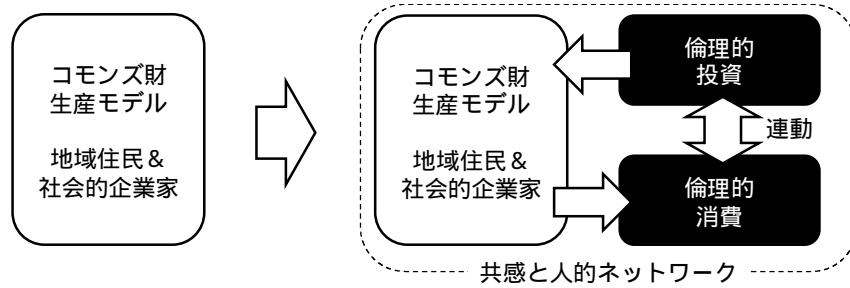 コモンズ財
生産モデル
地域住民＆
社会的企業家
コモンズ財
生産モデル
地域住民＆
社会的企業家
倫理的
投資
連動
倫理的
消費
共感と人的ネットワーク